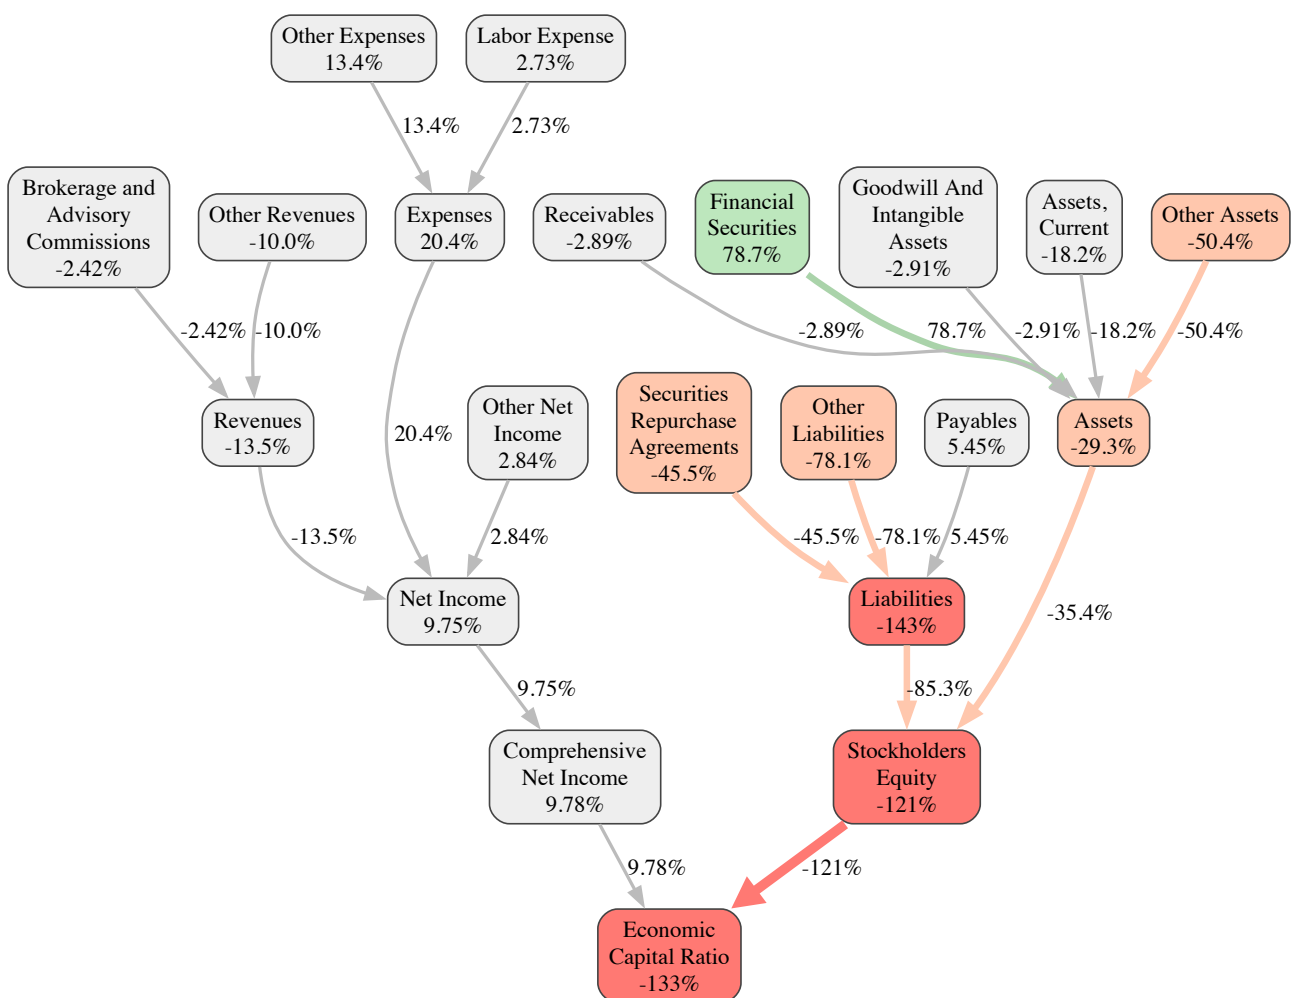 Other Expenses
13.4%
Labor Expense
2.73%
13.4%
2.73%
Brokerage and
Advisory
Commissions
-2.42%
Other Revenues
-10.0%
Expenses
20.4%
Receivables
-2.89%
Financial
Securities
78.7%
Goodwill And
Intangible
Assets
-2.91%
Assets,
Current
-18.2%
Other Assets
-50.4%
-2.42%
-10.0%
-2.89%
78.7%
-2.91%
-18.2%
-50.4%
Revenues
-13.5%
20.4%
Other Net
Income
2.84%
Securities
Repurchase
Agreements
-45.5%
Other
Liabilities
-78.1%
Payables
5.45%
Assets
-29.3%
-13.5%
2.84%
-45.5%
-78.1%
5.45%
Net Income
9.75%
Liabilities
-143%
-35.4%
9.75%
-85.3%
Comprehensive
Net Income
9.78%
Stockholders
Equity
-121%
9.78%
-121%
Economic
Capital Ratio
-133%